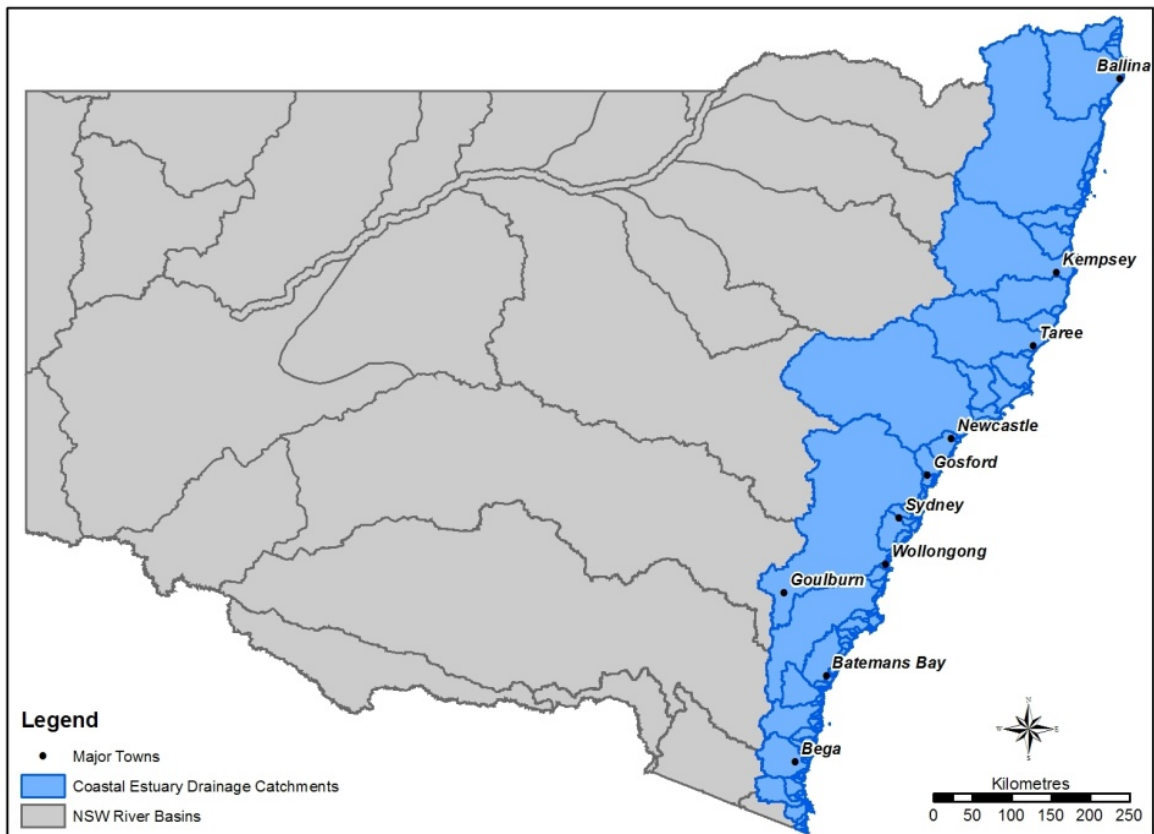 Ballina
Kempsey
Taree
Newcastle
Gosford
Sydney
Wollongong
Goulburn
Batemans Bay
Bega
Legend
Major Towns
Coastal Estuary Drainage Catchments
NSW River Basins
N
W
E
S
Kilometres
0 50 100 150 200 250